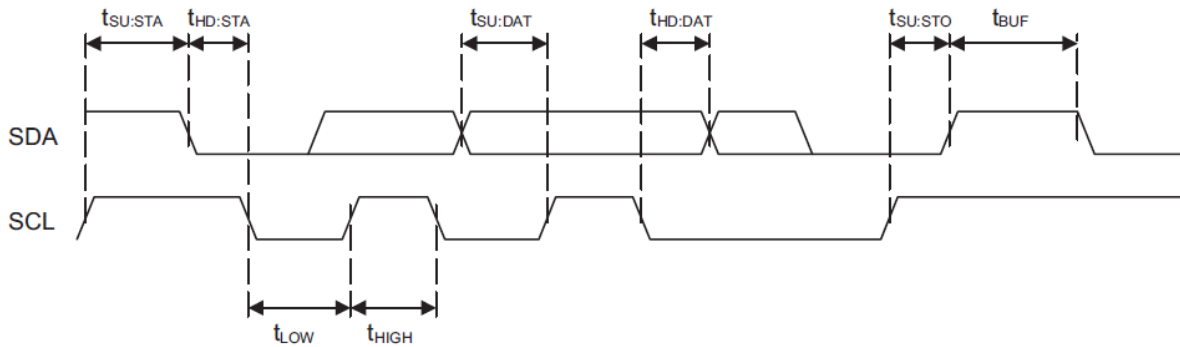 tSU:STA tHD:STA tSU:DAT tHD:DAT tSU:STO tBUF
SDA
SCL
tLOW tHIGH